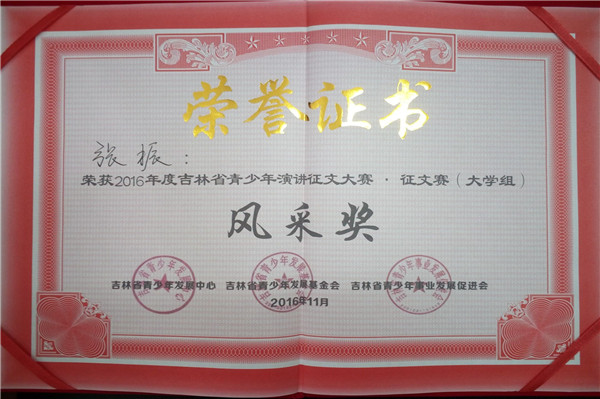 荣誉证书
张振：
荣获2016年度吉林省青少年演讲征文大赛·征文赛（大学组）
风采奖
吉林省青少年发展中心 吉林省青少年发展基金会 吉林省青少年事业发展促进会
2016年11月